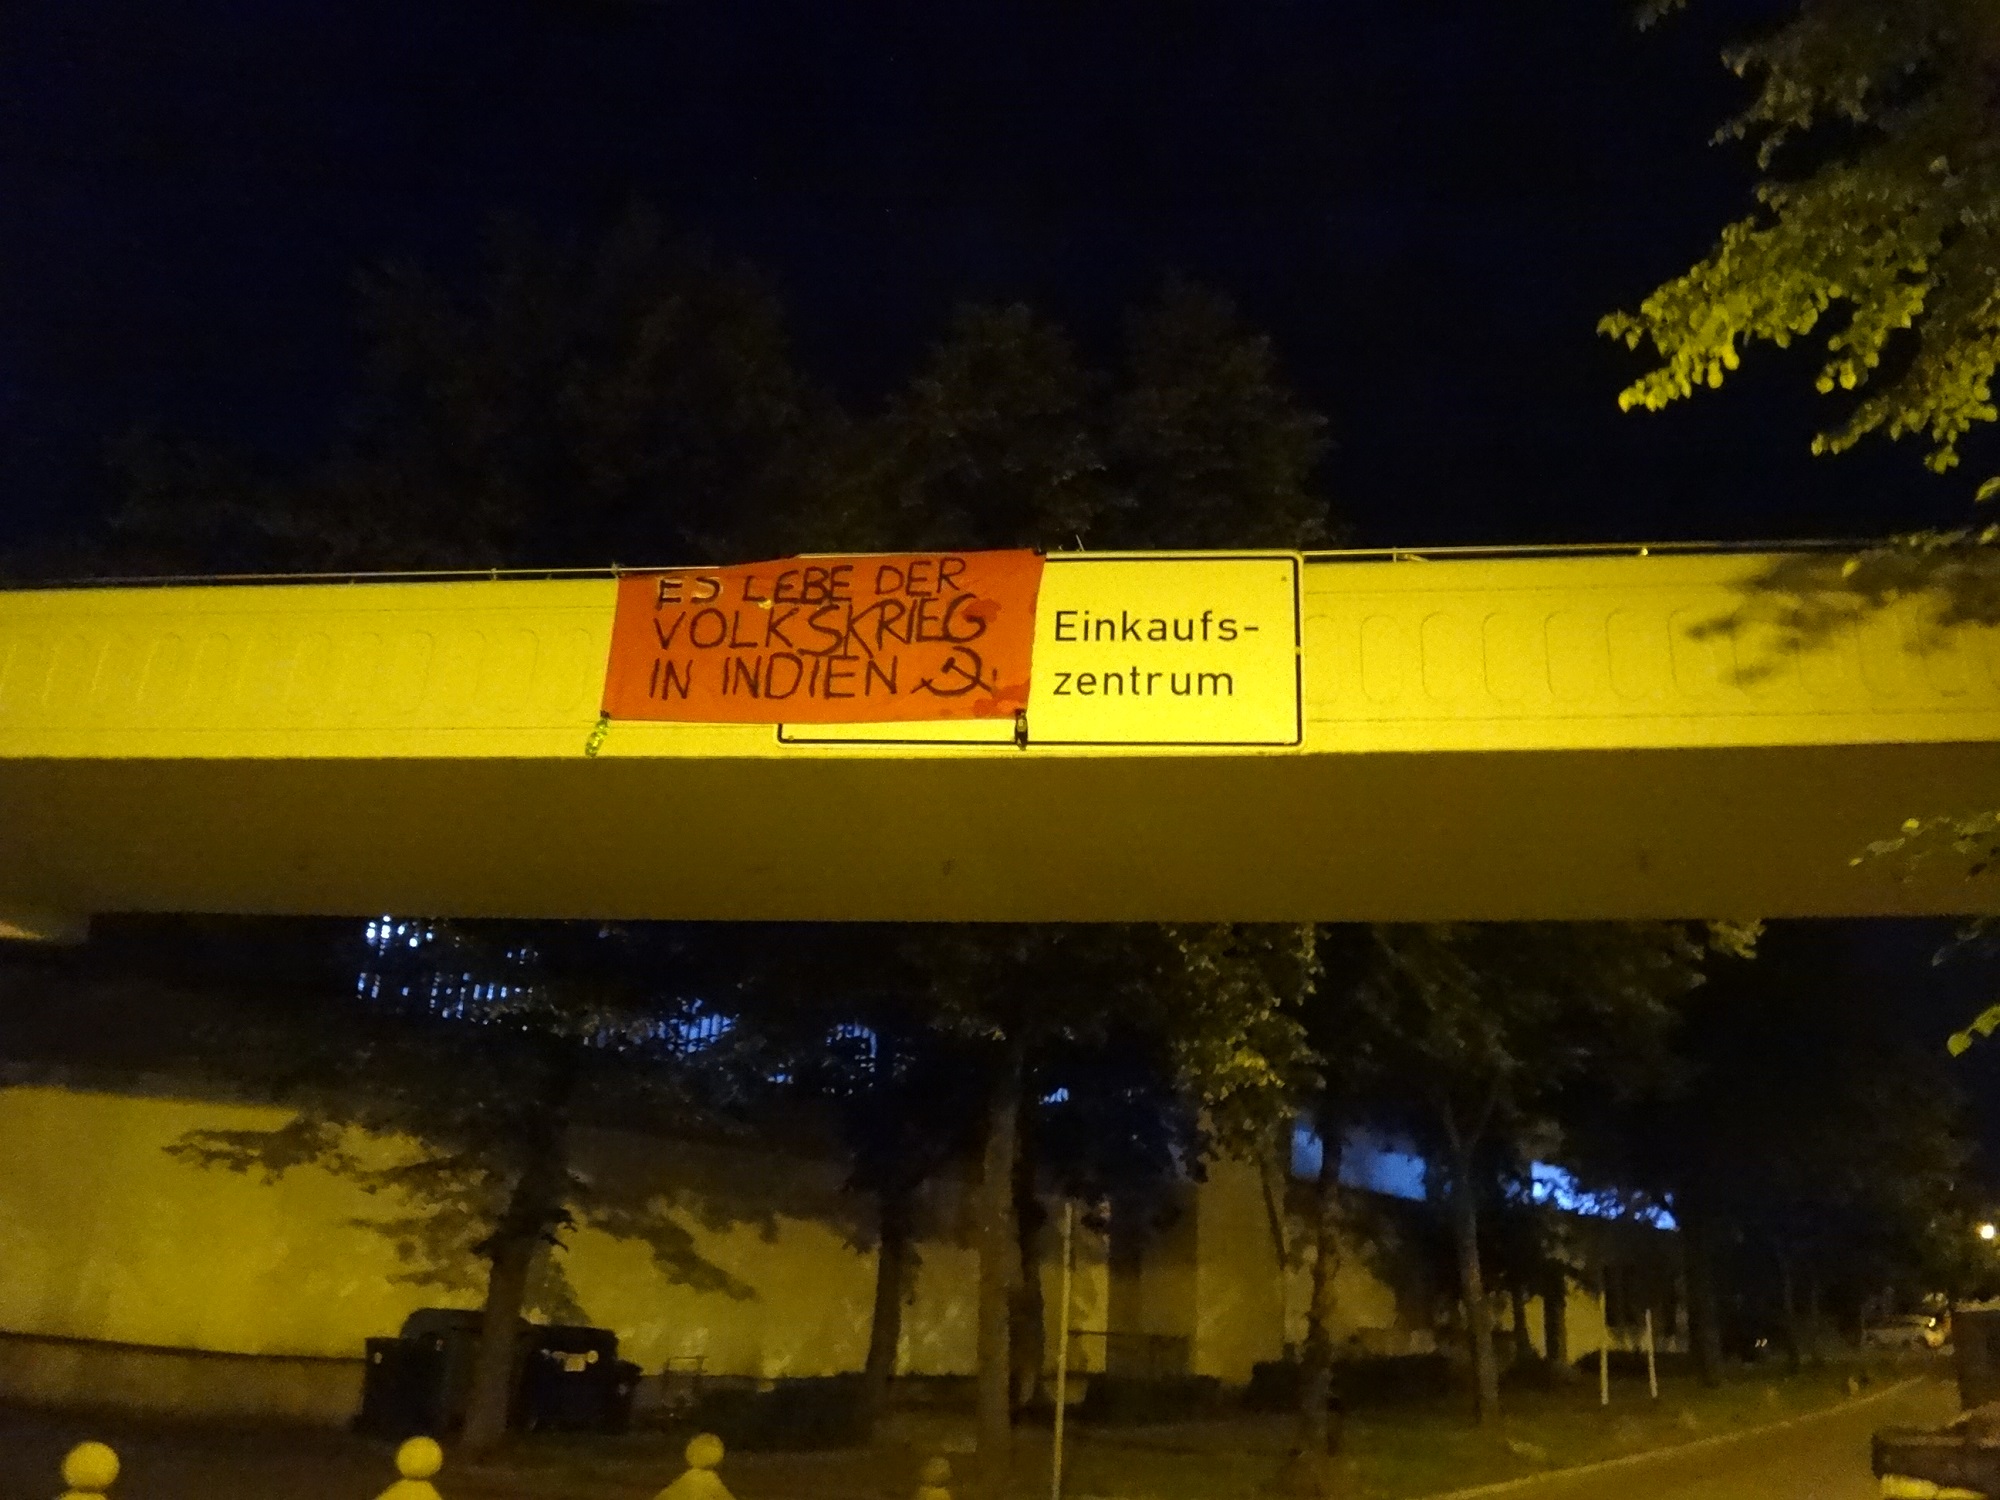 ES LEBE DER
VOLKSKRIEG
IN INDIEN
Einkaufs-
zentrum